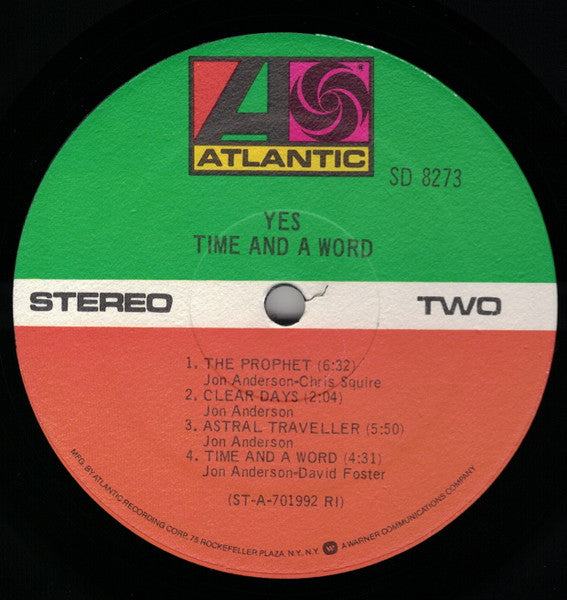 ATLANTIC
SD 8273
YES
TIME AND A WORD
STEREO
TWO
1. THE PROPHET (6:32)
Jon Anderson-Chris Squire
2. CLEAR DAYS (2:04)
Jon Anderson
3. ASTRAL TRAVELLER (5:50)
Jon Anderson
4. TIME AND A WORD (4:31)
Jon Anderson-David Foster
(ST-A-701992 RI)
MFG. BY ATLANTIC RECORDING CORP., 75 ROCKEFELLER PLAZA, N.Y., N.Y. A WARNER COMMUNICATIONS COMPANY